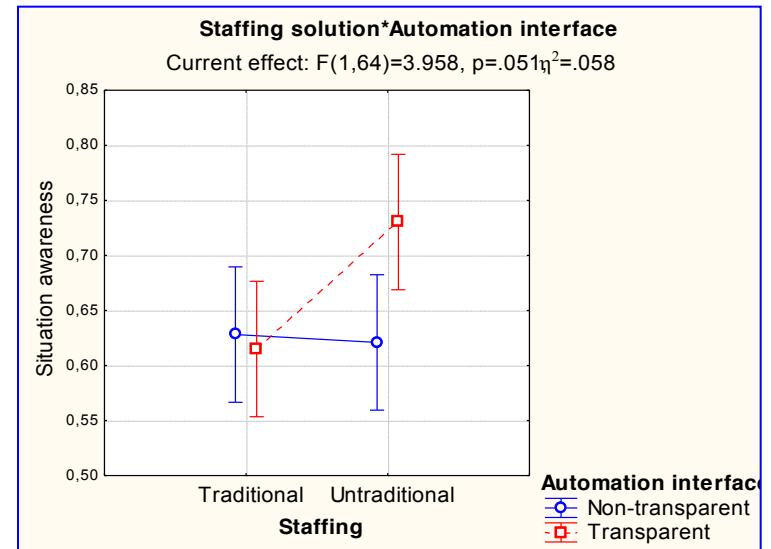 Staffing solution*Automation interface
Current effect: F(1,64)=3.958, p=.051η²=.058
0,85
0,80
0,75
0,70
0,65
0,60
0,55
0,50
Situation awareness
Traditional Untraditional
Staffing
Automation interface
Non-transparent
Transparent